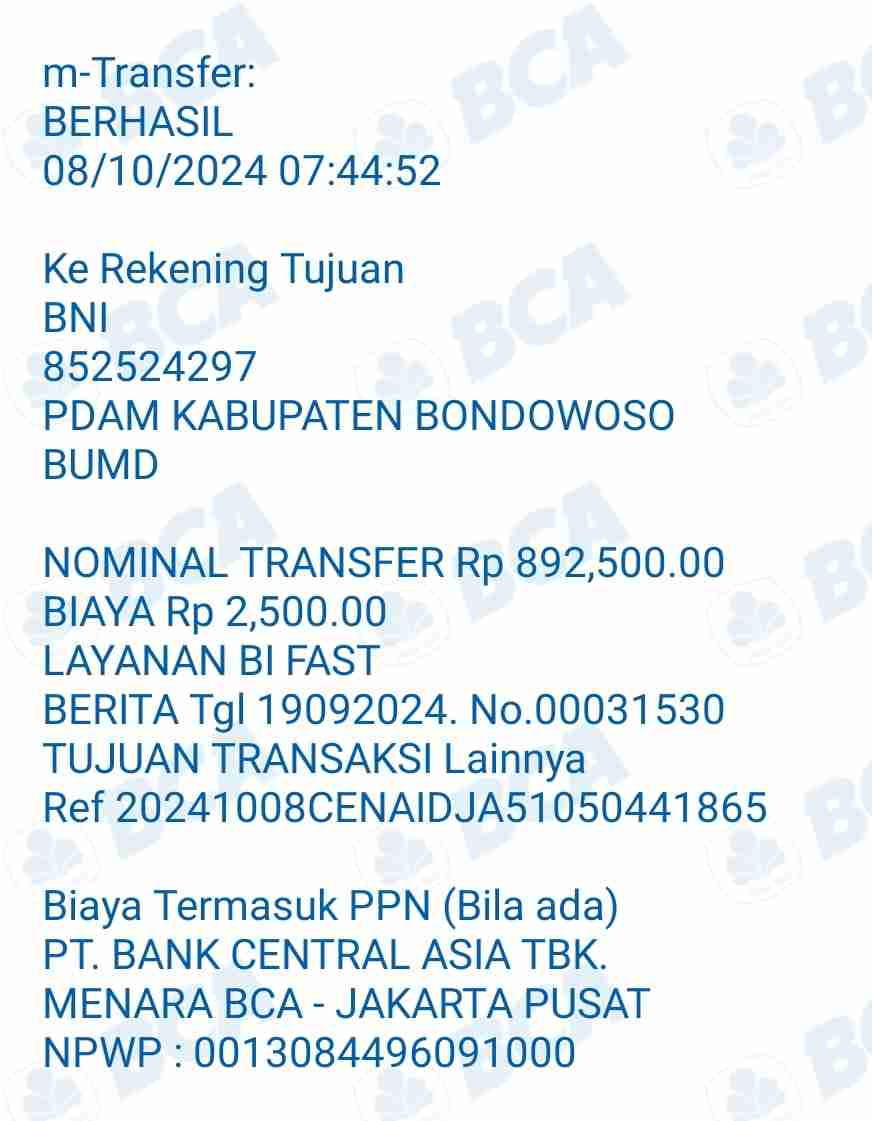 m-Transfer:
BERHASIL
08/10/2024 07:44:52
Ke Rekening Tujuan
BNI
852524297
PDAM KABUPATEN BONDOWOSO
BUMD
NOMINAL TRANSFER Rp 892,500.00
BIAYA Rp 2,500.00
LAYANAN BI FAST
BERITA Tgl 19092024. No.00031530
TUJUAN TRANSAKSI Lainnya
Ref 20241008CENAIDJA51050441865
Biaya Termasuk PPN (Bila ada)
PT. BANK CENTRAL ASIA TBK.
MENARA BCA - JAKARTA PUSAT
NPWP : 0013084496091000